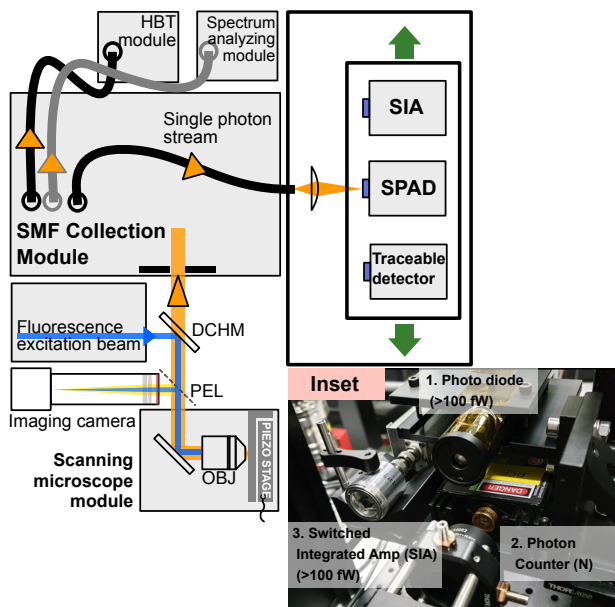 HBT
module
Spectrum
analyzing
module
Single photon
stream
SMF Collection
Module
SIA
SPAD
Traceable
detector
Fluorescence
excitation beam
DCHM
PEL
Imaging camera
OBJ
PIEZO STAGE
Scanning
microscope
module
Inset
1. Photo diode
(>100 fW)
DANGER
3. Switched
Integrated Amp (SIA)
(>100 fW)
2. Photon
Counter (N)